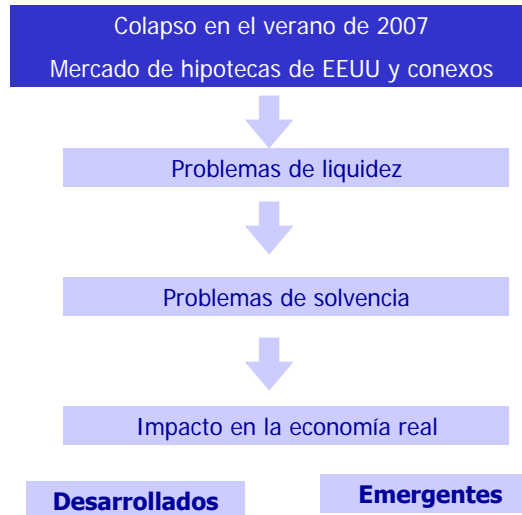 Colapso en el verano de 2007
Mercado de hipotecas de EEUU y conexos
Problemas de liquidez
Problemas de solvencia
Impacto en la economía real
Desarrollados
Emergentes